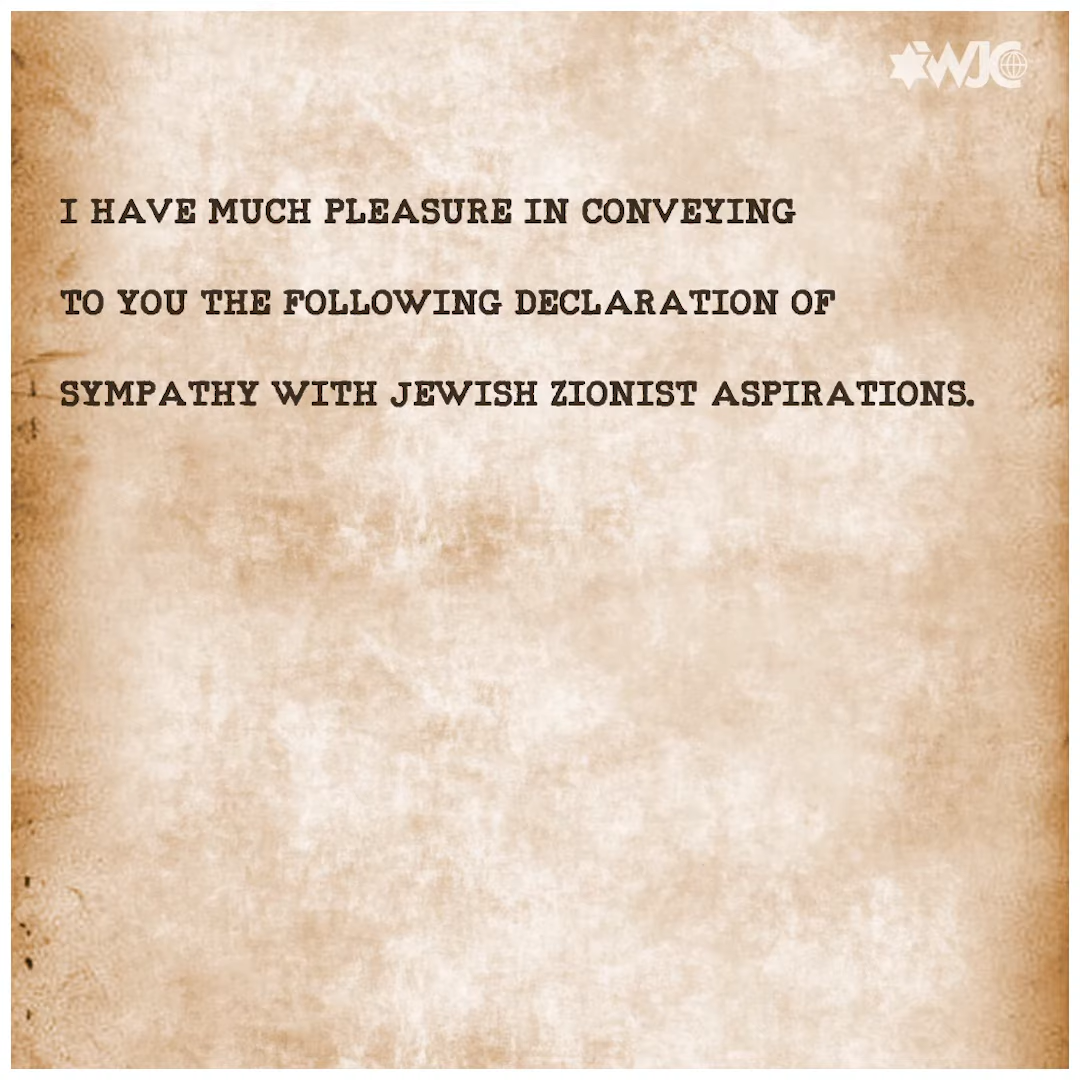 WJC
I HAVE MUCH PLEASURE IN CONVEYING
TO YOU THE FOLLOWING DECLARATION OF
SYMPATHY WITH JEWISH ZIONIST ASPIRATIONS.